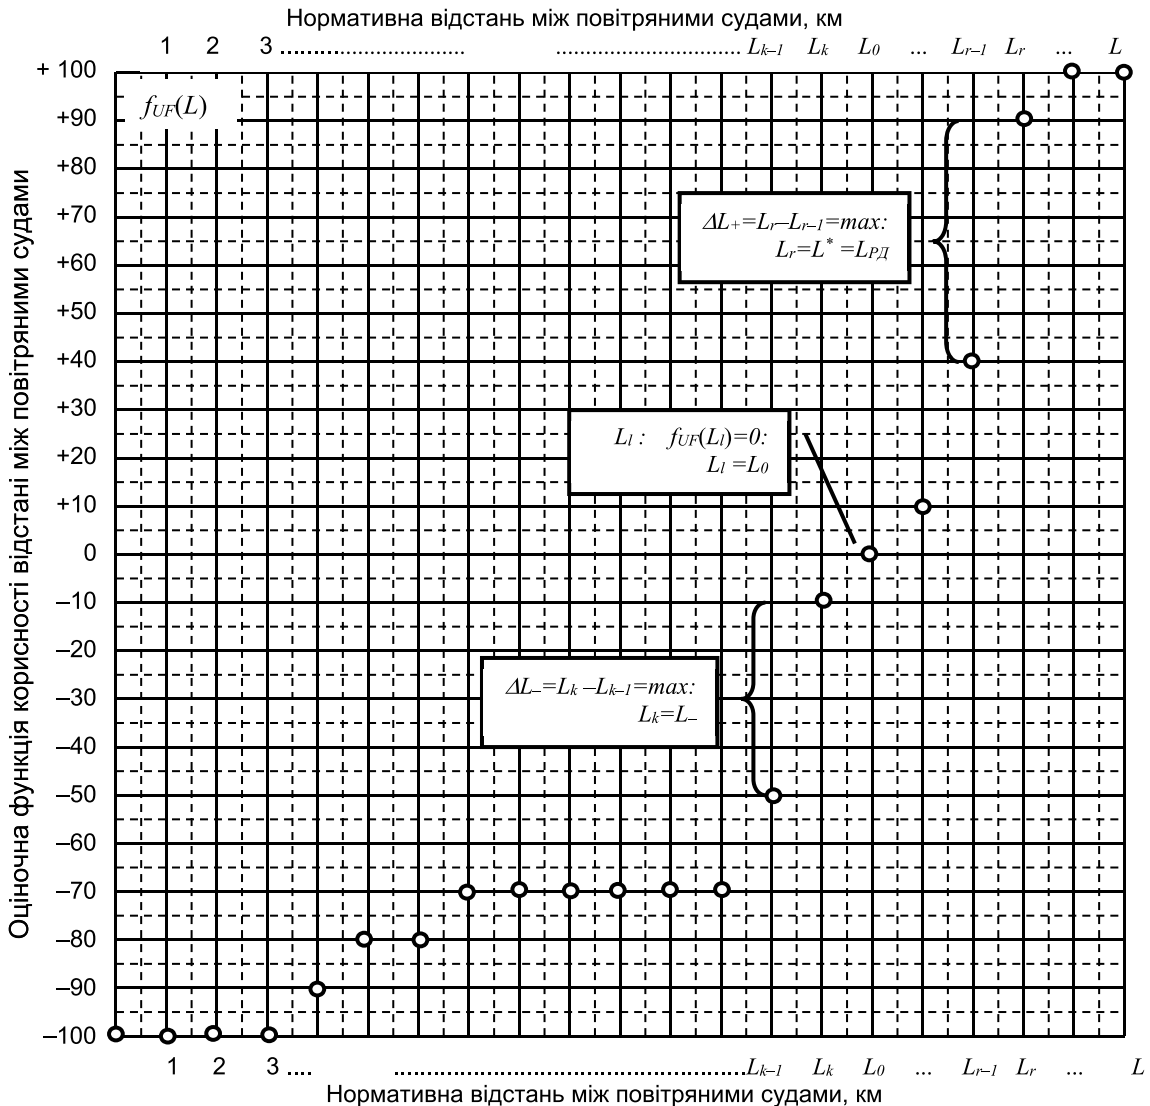 Нормативна відстань між повітряними судами, км
1 2 3 ........................................ ................................. Lk–1 Lk L0 ... Lr–1 Lr ... L
+ 100
fUF(L)
+90
+80
+70
+60
+50
+40
+30
+20
+10
0
–10
–20
–30
–40
–50
–60
–70
–80
–90
–100
Оціночна функція корисності відстані між повітряними судами
ΔL+=Lr–Lr–1=max:
Lr=L* =LРД
Ll : fUF(Ll)=0:
Ll =L0
ΔL–=Lk –Lk–1=max:
Lk=L–
1 2 3 .... ................................................................Lk–1 Lk L0 ... Lr–1 Lr ... L
Нормативна відстань між повітряними судами, км